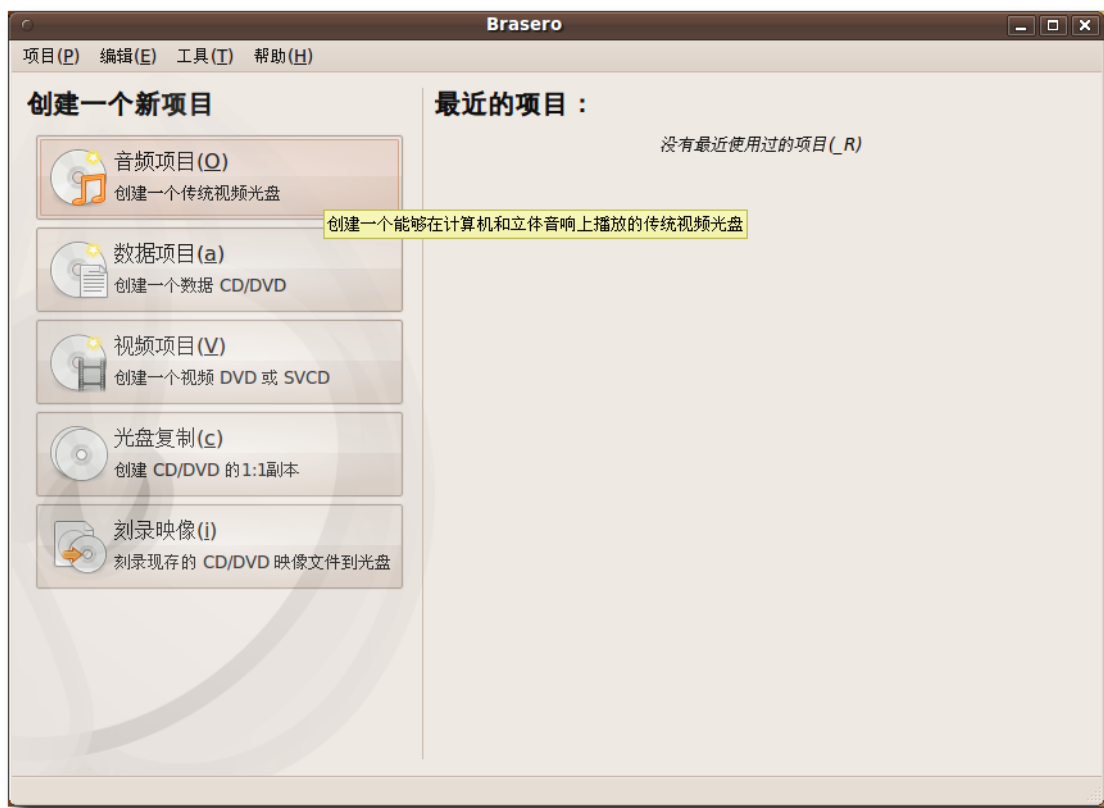 Brasero
项目(P) 编辑(E) 工具(T) 帮助(H)
创建一个新项目
音频项目(O)
创建一个传统视频光盘
创建一个能够在计算机和立体音响上播放的传统视频光盘
数据项目(a)
创建一个数据 CD/DVD
视频项目(V)
创建一个视频 DVD 或 SVCD
光盘复制(c)
创建 CD/DVD 的1:1副本
刻录映像(i)
刻录现存的 CD/DVD 映像文件到光盘
最近的项目：
没有最近使用过的项目(_R)